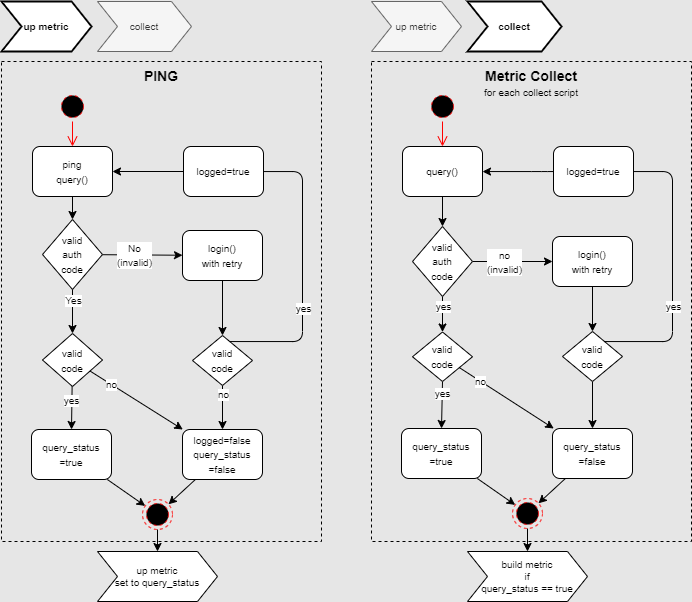 up metric
collect
PING
ping
query()
logged=true
valid
auth
code
No
(invalid)
login()
with retry
Yes
yes
valid
code
valid
code
no
yes
no
query_status
=true
logged=false
query_status
=false
up metric
set to query_status
up metric
collect
Metric Collect
for each collect script
query()
logged=true
valid
auth
code
no
(invalid)
login()
with retry
yes
yes
valid
code
valid
code
no
yes
query_status
=true
query_status
=false
build metric
if
query_status == true